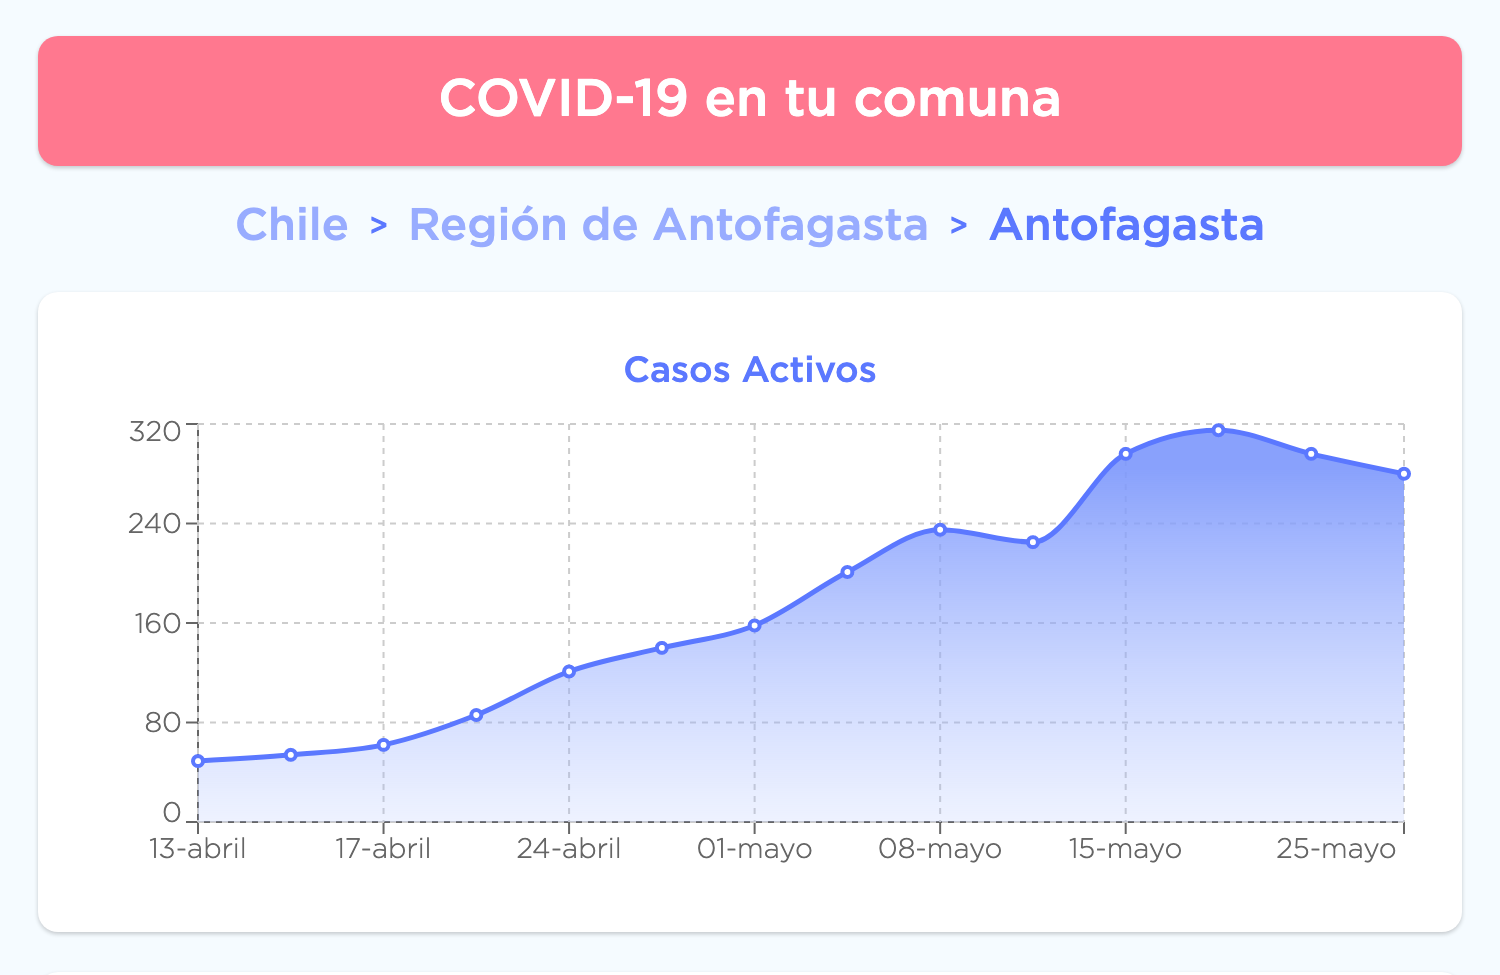 COVID-19 en tu comuna
Chile > Región de Antofagasta > Antofagasta
Casos Activos
320
240
160
80
0
13-abril 17-abril 24-abril 01-mayo 08-mayo 15-mayo 25-mayo